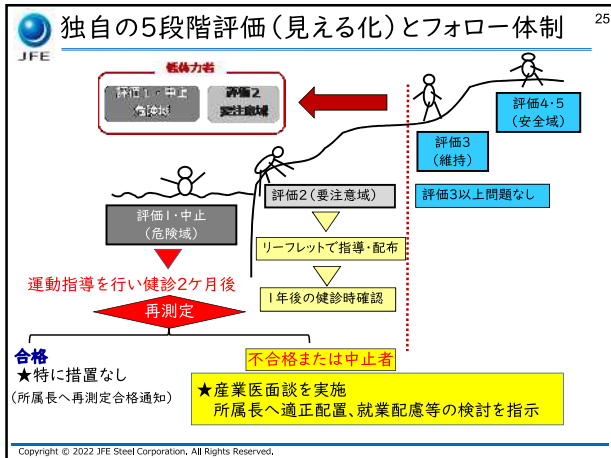 独自の5段階評価(見える化)とフォロー体制
25
JFE
低体力者
評価1・中止
危険域
評価2
要注意域
評価4・5
(安全域)
評価3
(維持)
評価3以上問題なし
評価2(要注意域)
評価1・中止
(危険域)
リーフレットで指導・配布
1年後の健診時確認
運動指導を行い健診2ケ月後
再測定
合格
★特に措置なし
(所属長へ再測定合格通知)
不合格または中止者
★産業医面談を実施
所属長へ適正配置、就業配慮等の検討を指示
Copyright © 2022 JFE Steel Corporation. All Rights Reserved.